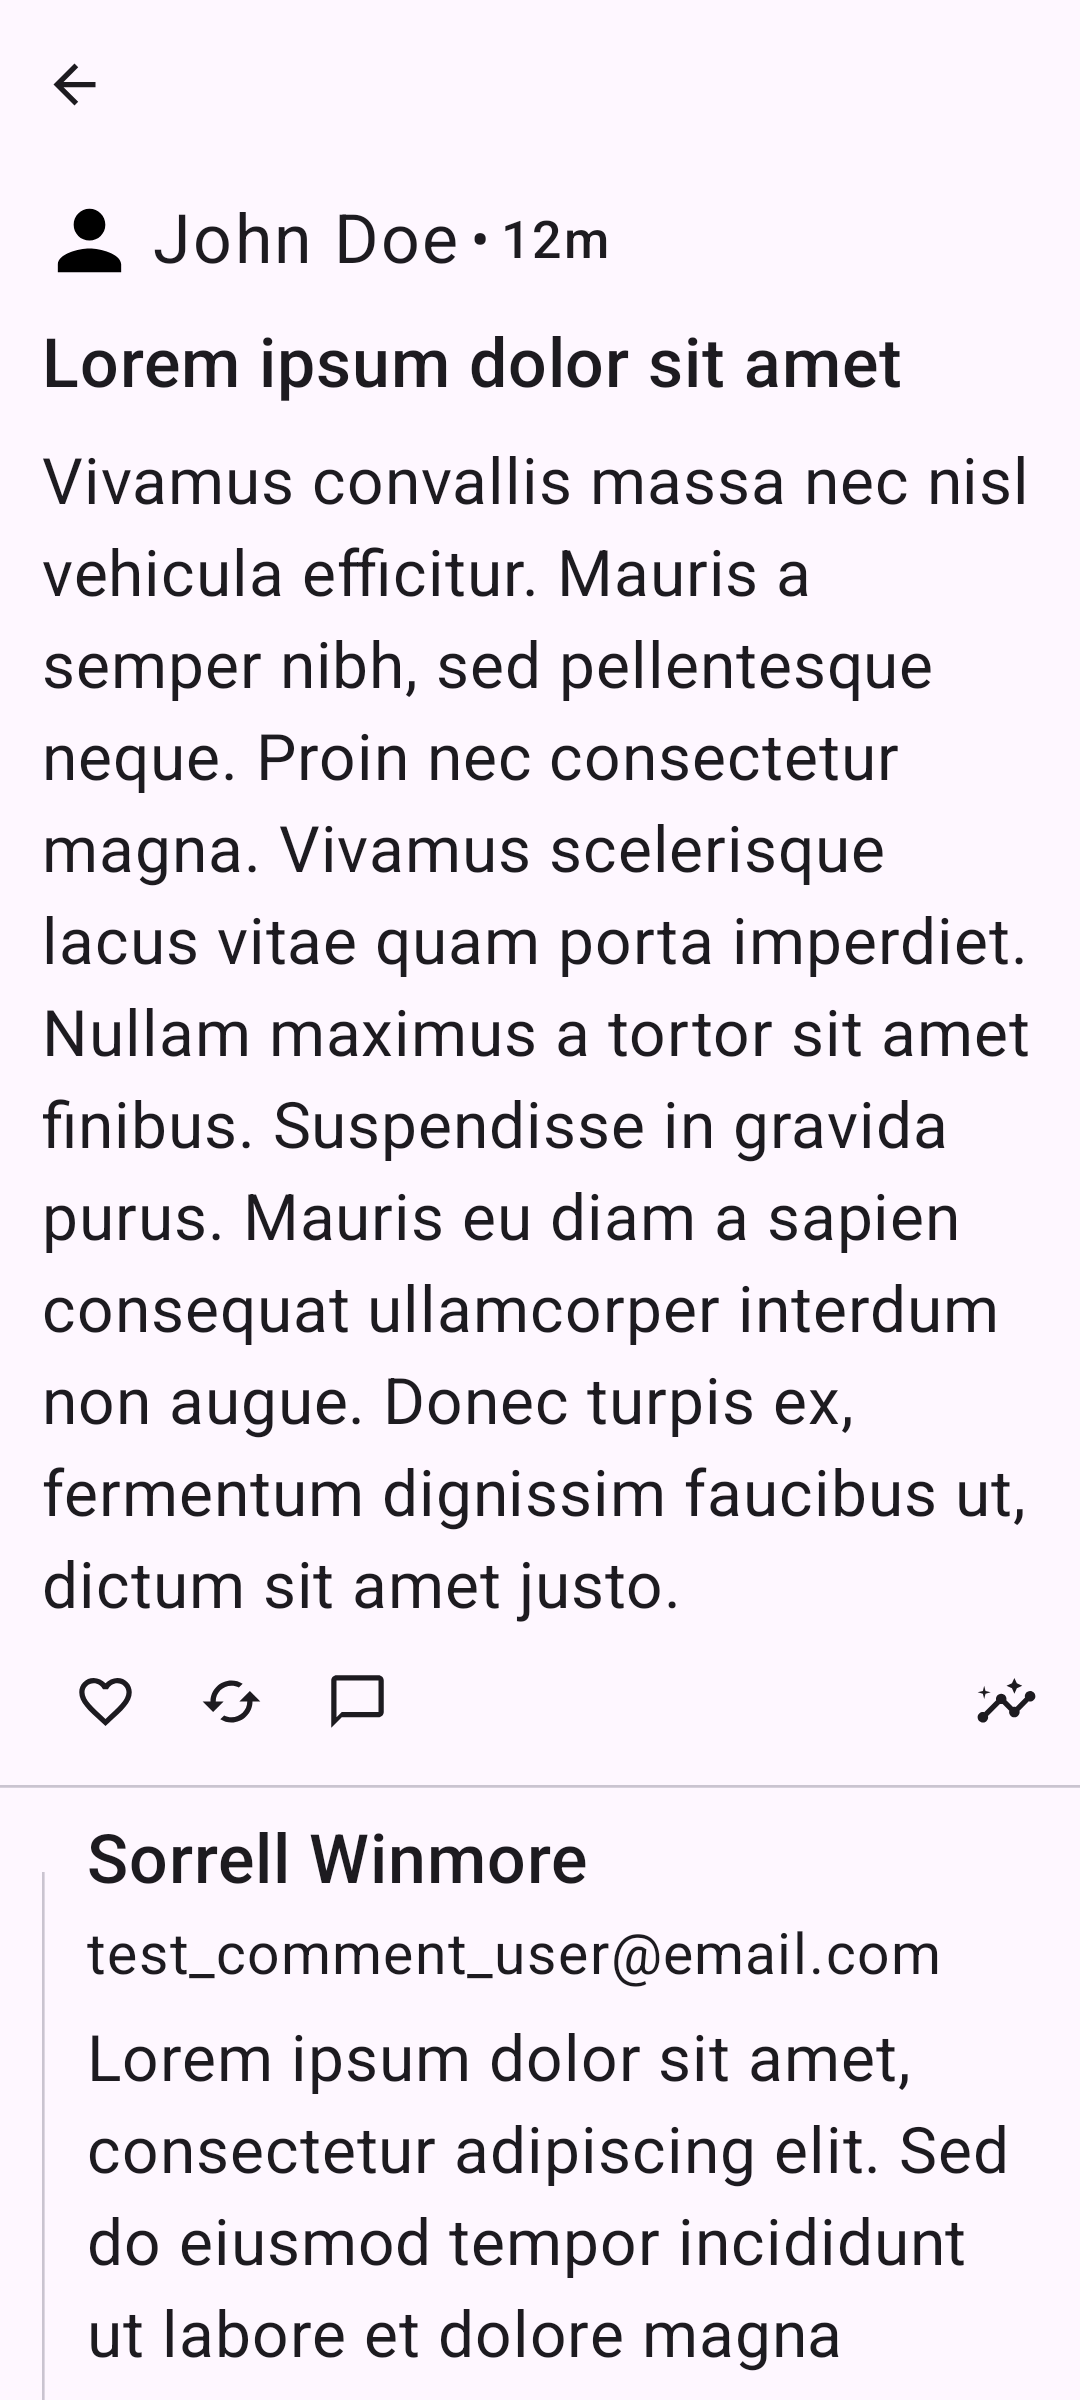 John Doe • 12m
Lorem ipsum dolor sit amet
Vivamus convallis massa nec nisl
vehicula efficitur. Mauris a
semper nibh, sed pellentesque
neque. Proin nec consectetur
magna. Vivamus scelerisque
lacus vitae quam porta imperdiet.
Nullam maximus a tortor sit amet
finibus. Suspendisse in gravida
purus. Mauris eu diam a sapien
consequat ullamcorper interdum
non augue. Donec turpis ex,
fermentum dignissim faucibus ut,
dictum sit amet justo.
Sorrell Winmore
test_comment_user@email.com
Lorem ipsum dolor sit amet,
consectetur adipiscing elit. Sed
do eiusmod tempor incididunt
ut labore et dolore magna